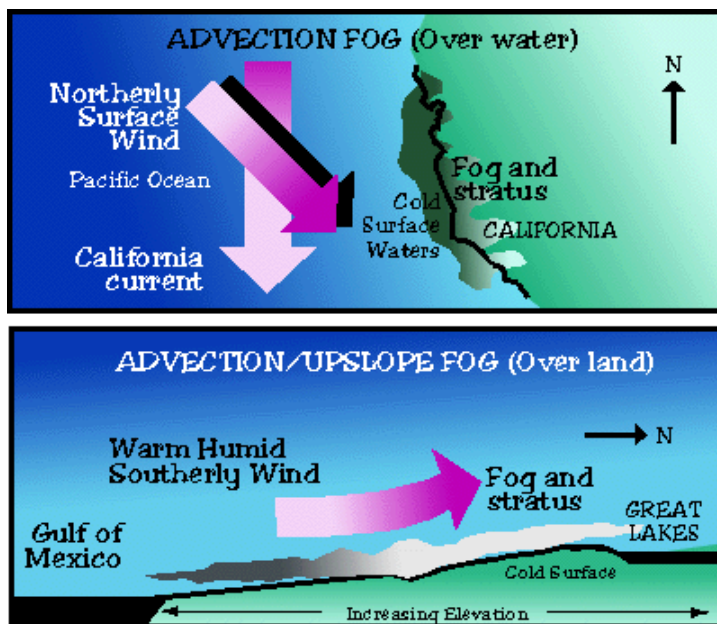 ADVECTION FOG (Over water)
Northerly
Surface
Wind
N
Pacific Ocean
Fog and
stratus
Cold
Surface
Waters
CALIFORNIA
California
current
ADVECTION/UPSLOPE FOG (Over land)
Warm Humid
Southerly Wind
N
Fog and
stratus
Gulf of
Mexico
GREAT
LAKES
Cold Surface
Increasing Elevation